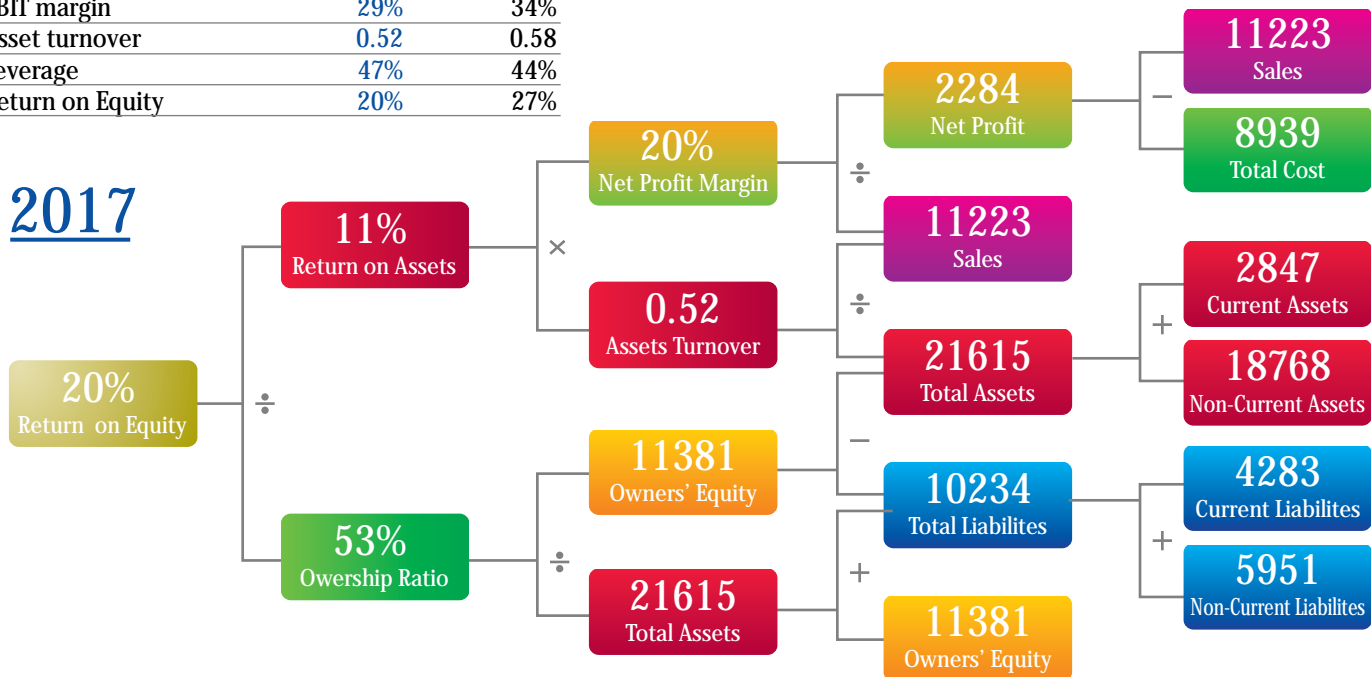 BIT margin 29% 34%
sset turnover 0.52 0.58
everage 47% 44%
eturn on Equity 20% 27%
2017
20%
Return on Equity
÷
11%
Return on Assets
53%
Owership Ratio
×
20%
Net Profit Margin
0.52
Assets Turnover
÷
11381
Owners’ Equity
21615
Total Assets
÷
2284
Net Profit
11223
Sales
÷
21615
Total Assets
−
10234
Total Liabilites
+
11381
Owners’ Equity
−
11223
Sales
8939
Total Cost
+
2847
Current Assets
18768
Non-Current Assets
+
4283
Current Liabilites
5951
Non-Current Liabilites